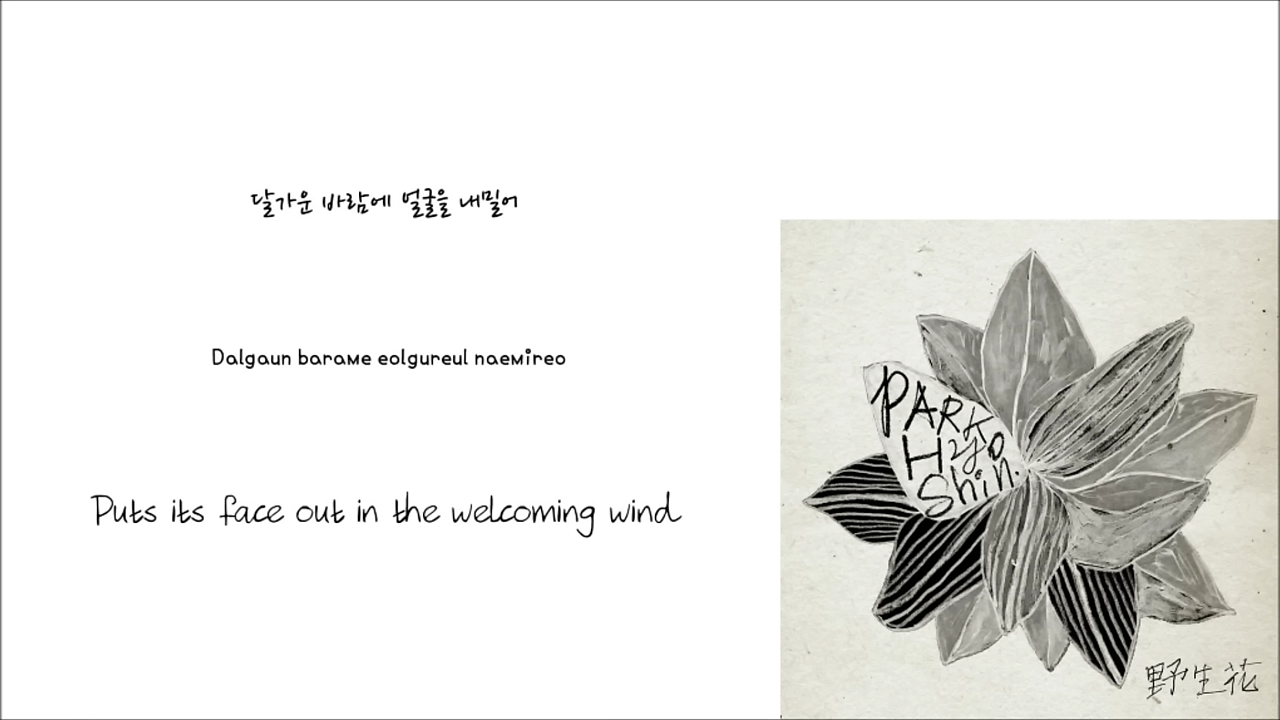 달가운 바람에 얼굴을 내밀어
Dalgaun barame eolgureul naemireo
Puts its face out in the welcoming wind
PARK
Hyo
Shin.
野生花